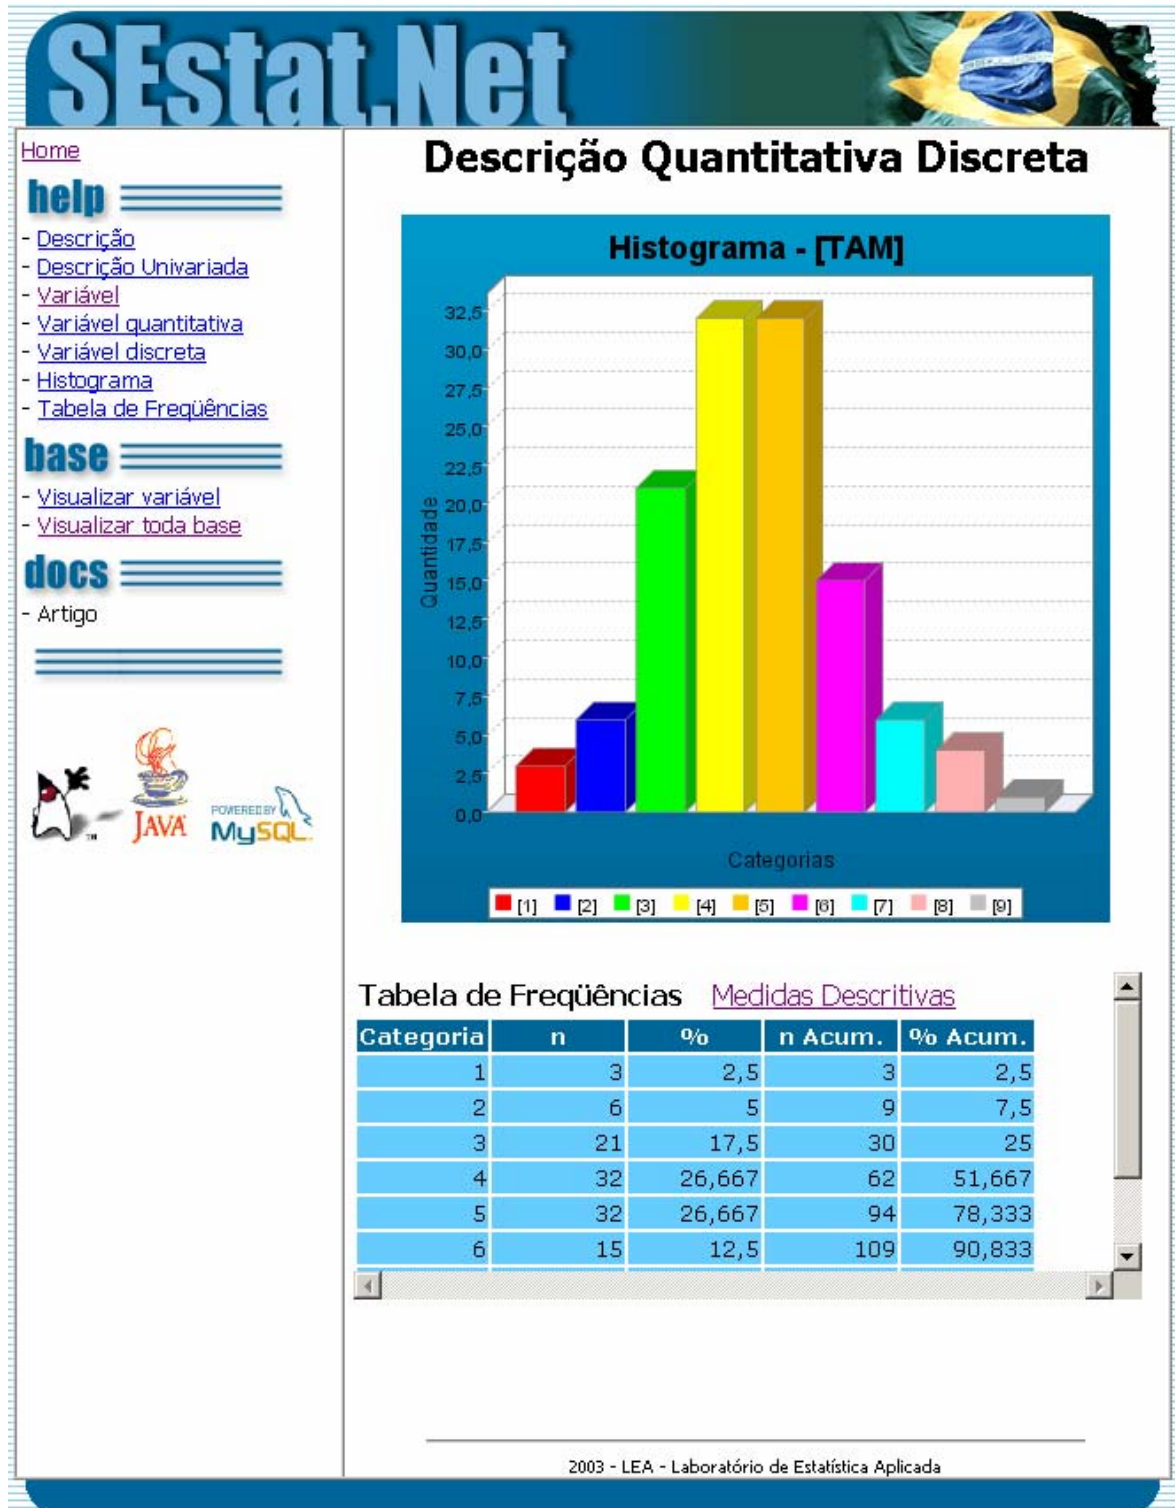 SEstat.Net
Home
help
- Descrição
- Descrição Univariada
- Variável
- Variável quantitativa
- Variável discreta
- Histograma
- Tabela de Freqüências
base
- Visualizar variável
- Visualizar toda base
docs
- Artigo
JAVA
POWERED BY
MySQL
Descrição Quantitativa Discreta
Histograma - [TAM]
Quantidade
32,5
30,0
27,5
25,0
22,5
20,0
17,5
15,0
12,5
10,0
7,5
5,0
2,5
0,0
Categorias
[1] [2] [3] [4] [5] [6] [7] [8] [9]
Tabela de Freqüências Medidas Descritivas
Categoria n % n Acum. % Acum.
1 3 2,5 3 2,5
2 6 5 9 7,5
3 21 17,5 30 25
4 32 26,667 62 51,667
5 32 26,667 94 78,333
6 15 12,5 109 90,833
2003 - LEA - Laboratório de Estatística Aplicada